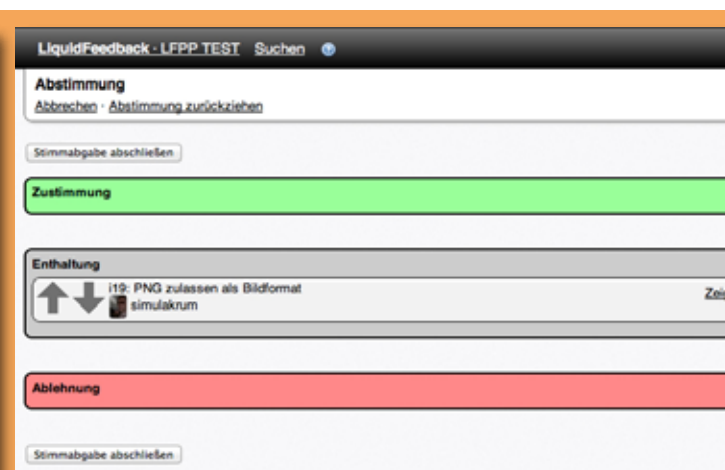 LiquidFeedback · LFPP TEST Suchen
Abstimmung
Abbrechen · Abstimmung zurückziehen
Stimmabgabe abschließen
Zustimmung
Enthaltung
i19: PNG zulassen als Bildformat
simulakrum
Ablehnung
Stimmabgabe abschließen